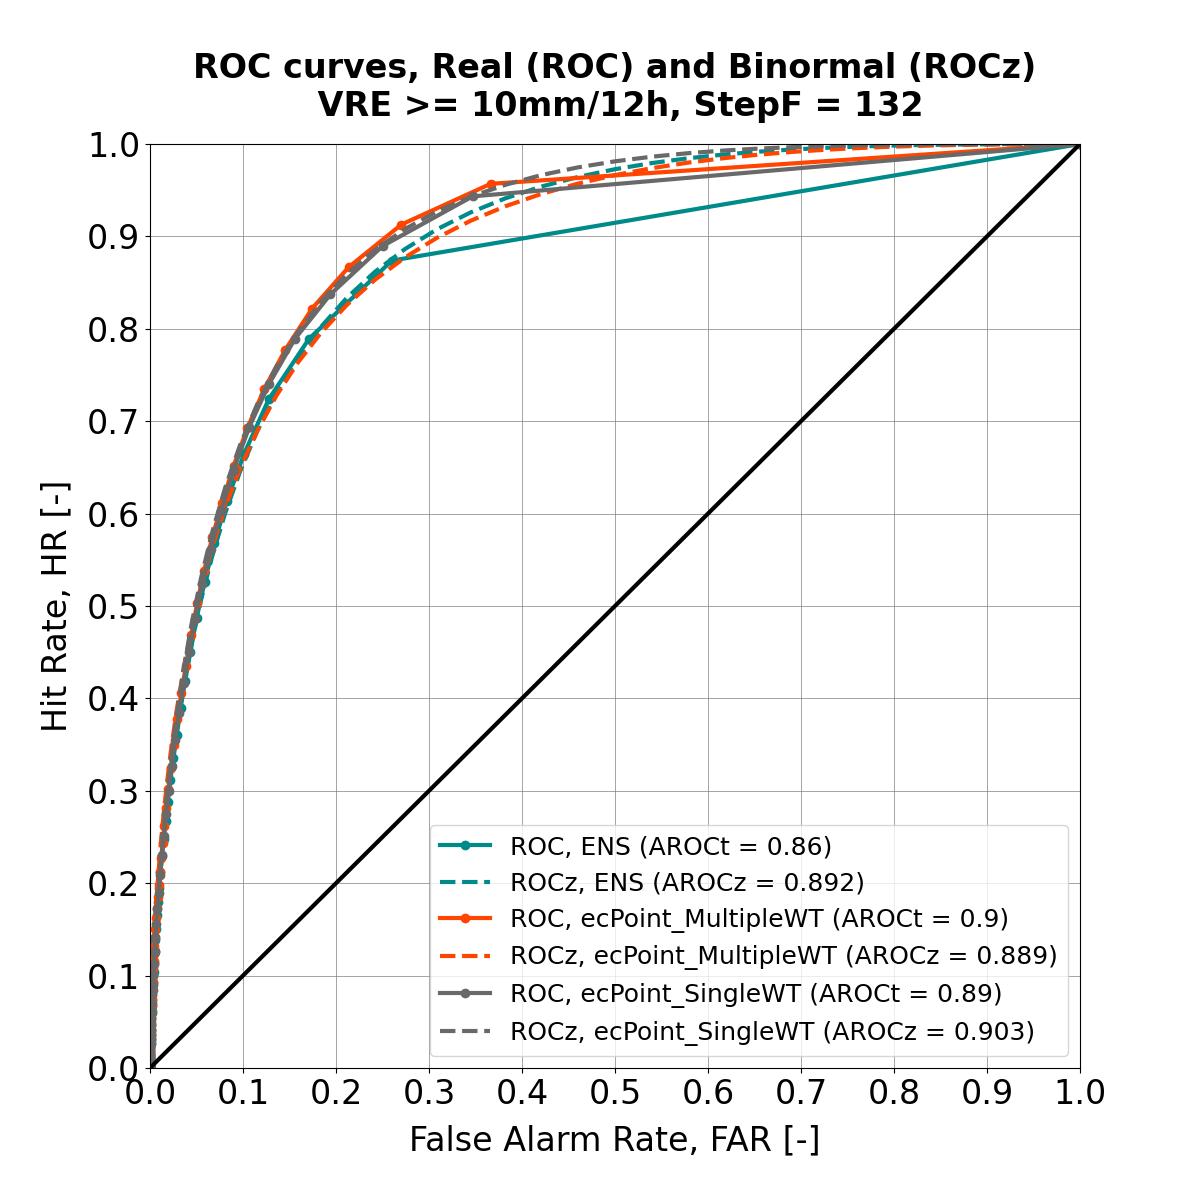 ROC curves, Real (ROC) and Binormal (ROCz)
VRE >= 10mm/12h, StepF = 132
1.0
0.9
0.8
0.7
0.6
0.5
0.4
0.3
0.2
0.1
0.0
Hit Rate, HR [-]
ROC, ENS (AROCt = 0.86)
ROCz, ENS (AROCz = 0.892)
ROC, ecPoint_MultipleWT (AROCt = 0.9)
ROCz, ecPoint_MultipleWT (AROCz = 0.889)
ROC, ecPoint_SingleWT (AROCt = 0.89)
ROCz, ecPoint_SingleWT (AROCz = 0.903)
0.0 0.1 0.2 0.3 0.4 0.5 0.6 0.7 0.8 0.9 1.0
False Alarm Rate, FAR [-]